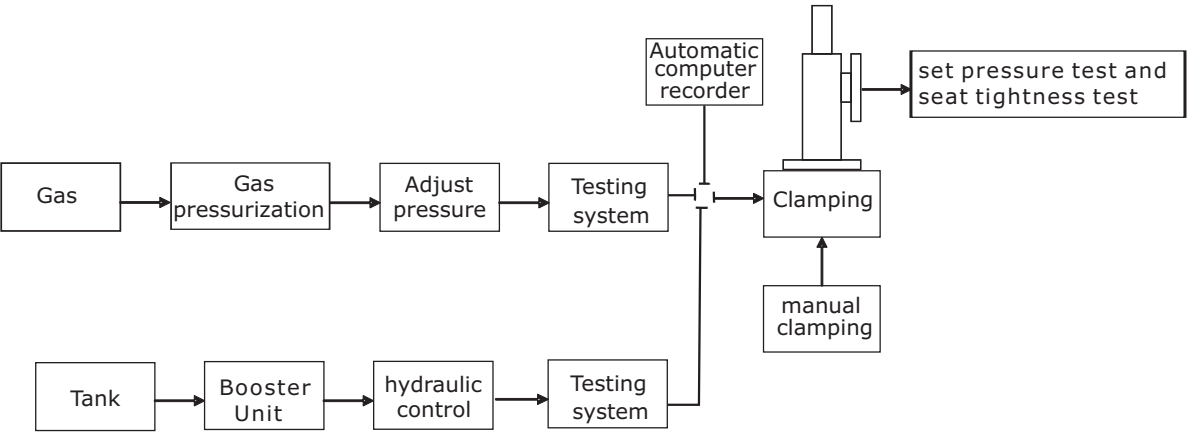 Automatic
computer
recorder
set pressure test and
seat tightness test
Gas
Gas
pressurization
Adjust
pressure
Testing
system
Clamping
manual
clamping
Tank
Booster
Unit
hydraulic
control
Testing
system